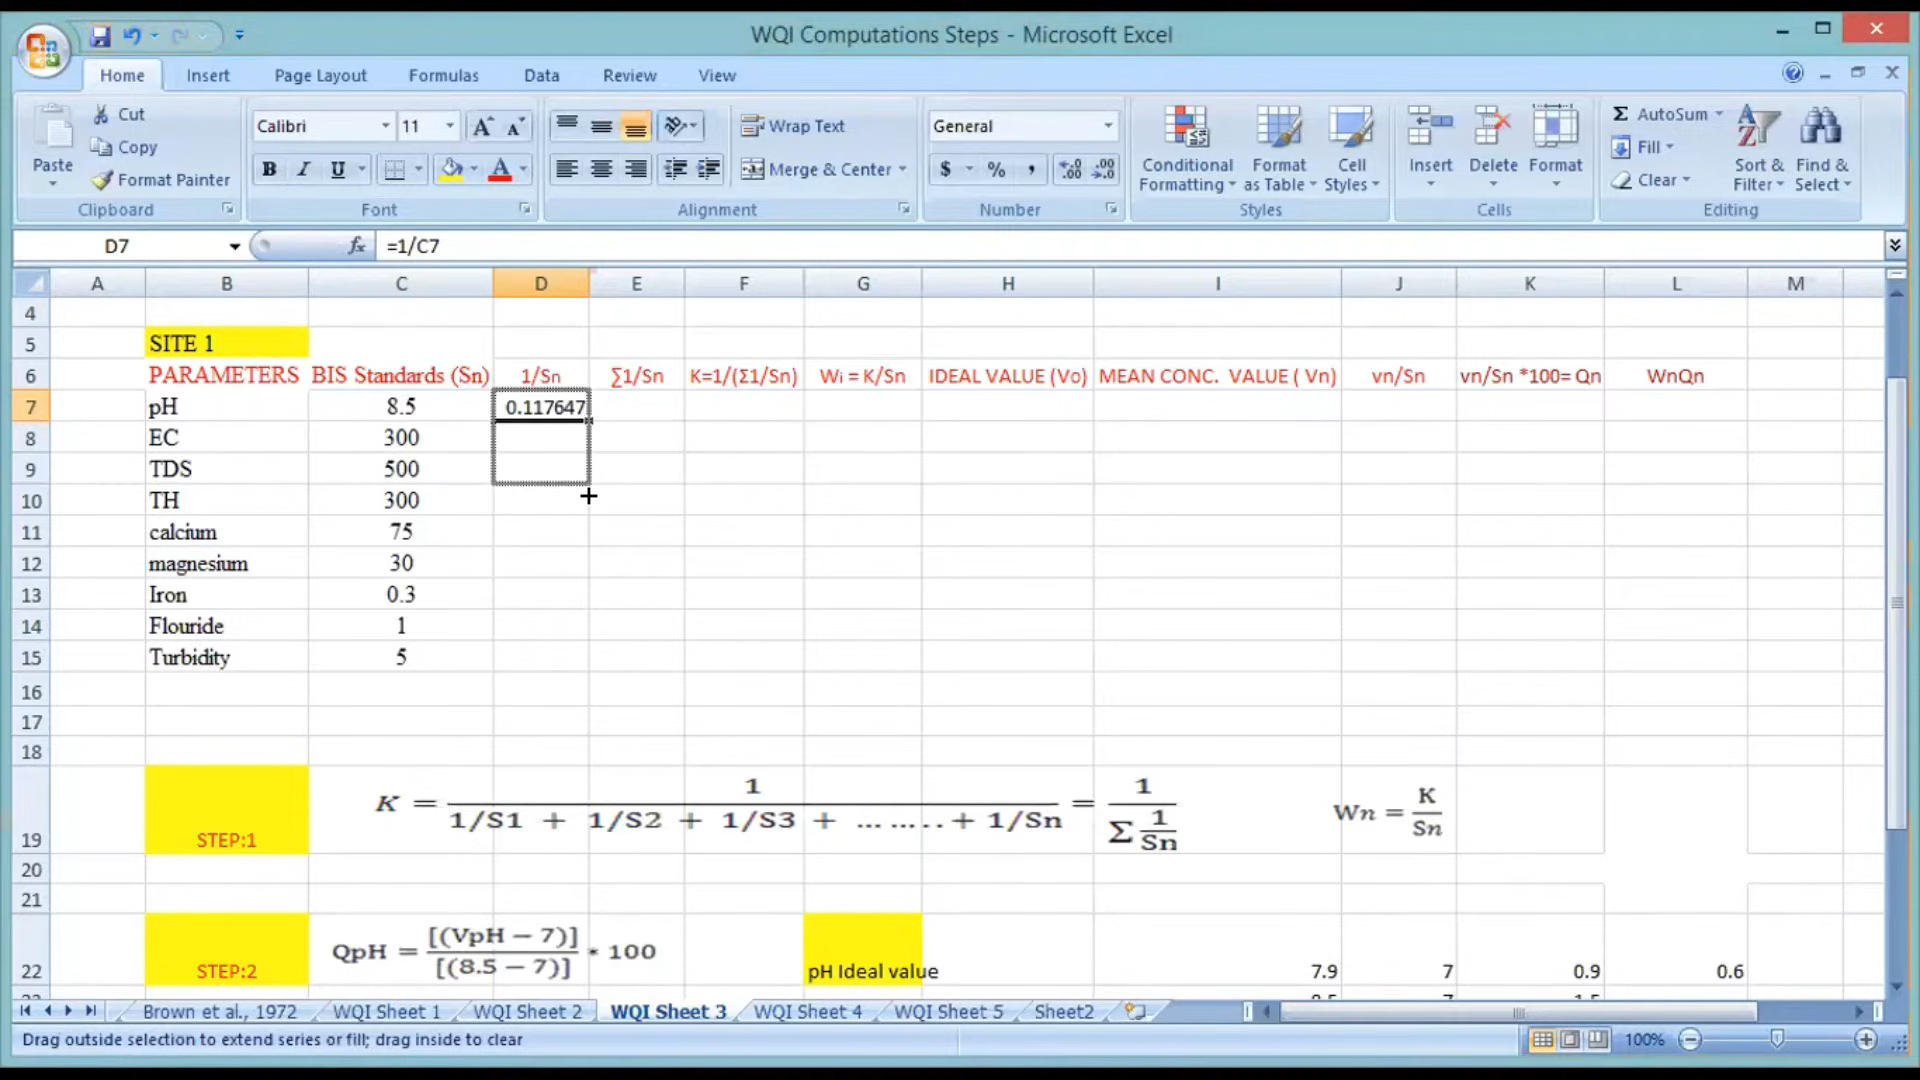 WQI Computations Steps - Microsoft Excel
Home Insert Page Layout Formulas Data Review View
Paste Cut Copy Format Painter
Calibri 11 A A
B I U A
Wrap Text
Merge & Center
General
$ % ,
Conditional Formatting Format as Table Cell Styles
Insert Delete Format
Σ AutoSum Fill Clear
Sort & Filter Find & Select
Clipboard Font Alignment Number Styles Cells Editing
D7 fx =1/C7
A B C D E F G H I J K L M
4
5 SITE 1
6 PARAMETERS BIS Standards (Sn) 1/Sn ∑1/Sn K=1/(Σ1/Sn) Wi = K/Sn IDEAL VALUE (Vo) MEAN CONC. VALUE ( Vn) vn/Sn vn/Sn *100= Qn WnQn
7 pH 8.5 0.117647
8 EC 300
9 TDS 500
10 TH 300
11 calcium 75
12 magnesium 30
13 Iron 0.3
14 Flouride 1
15 Turbidity 5
16
17
18
19 STEP:1 K = 1 / 1/S1 + 1/S2 + 1/S3 + ... ... .. + 1/Sn = 1 / Σ 1/Sn Wn = K/Sn
20
21
22 STEP:2 QpH = [(VpH − 7)] / [(8.5 − 7)] * 100 pH Ideal value 7.9 7 0.9 0.6
Brown et al., 1972 WQI Sheet 1 WQI Sheet 2 WQI Sheet 3 WQI Sheet 4 WQI Sheet 5 Sheet2
Drag outside selection to extend series or fill; drag inside to clear 100%